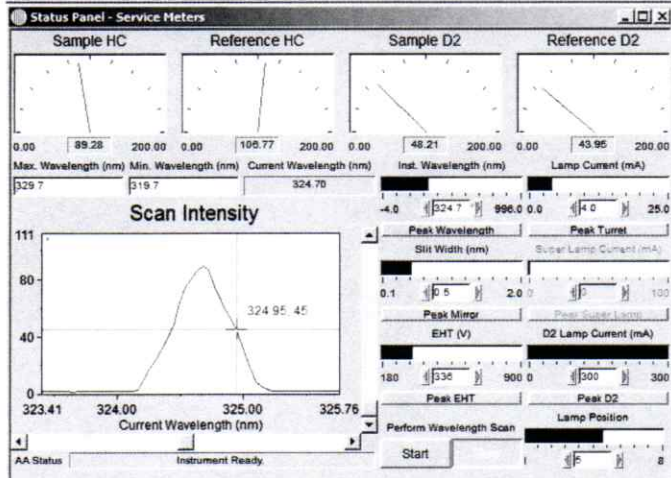 Status Panel - Service Meters
Sample HC Reference HC Sample D2 Reference D2
0.00 89.28 200.00 0.00 106.77 200.00 0.00 48.21 200.00 0.00 43.95 200.00
Max. Wavelength (nm) Min. Wavelength (nm) Current Wavelength (nm) Inst. Wavelength (nm) Lamp Current (mA)
329.7 319.7 324.70
-4.0 324.7 996.0 0.0 4.0 25.0
Peak Wavelength Peak Turret
Scan Intensity
Slit Width (nm) Super Lamp Current (mA)
111
80
40
0
324.95, 45
323.41 324.00 325.00 325.76
Current Wavelength (nm)
0.1 0.5 2.0 0 0 100
Peak Mirror Peak Super Lamp
EHT (V) D2 Lamp Current (mA)
180 336 900 0 300 300
Peak EHT Peak D2
Perform Wavelength Scan Lamp Position
Start
5 8
AA Status Instrument Ready.